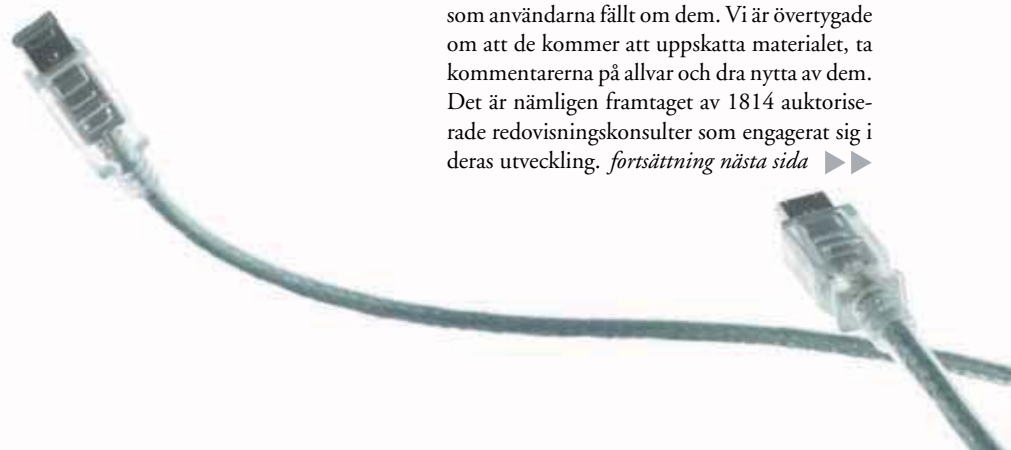 som användarna fällt om dem. Vi är övertygade
om att de kommer att uppskatta materialet, ta
kommentarerna på allvar och dra nytta av dem.
Det är nämligen framtaget av 1814 auktorise-
rade redovisningskonsulter som engagerat sig i
deras utveckling. fortsättning nästa sida